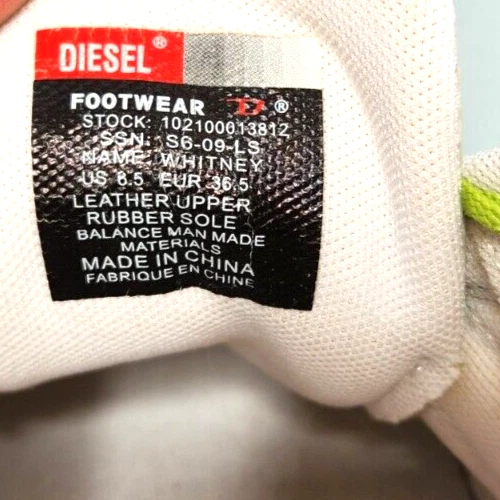 DIESEL®
FOOTWEAR D ®
STOCK: 102100013812
SSN: S6-09-LS
NAME: WHITNEY
US 6.5 EUR 36.5
LEATHER UPPER
RUBBER SOLE
BALANCE MAN MADE
MATERIALS
MADE IN CHINA
FABRIQUE EN CHINE